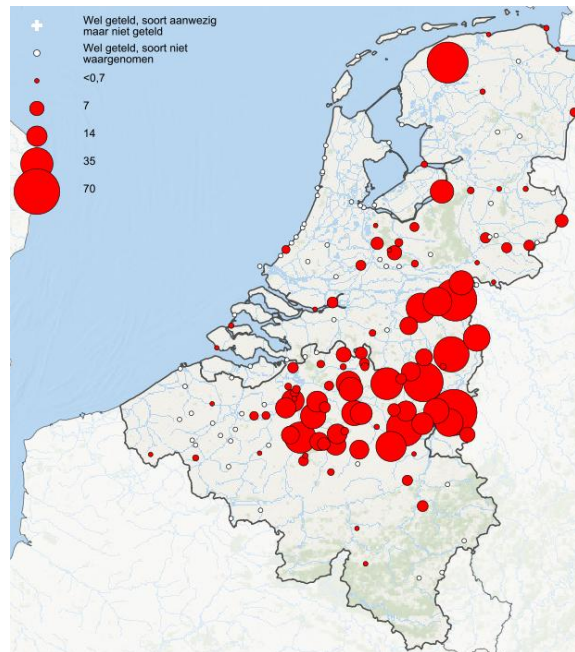 Wel geteld, soort aanwezig
maar niet geteld
Wel geteld, soort niet
waargenomen
<0,7
7
14
35
70